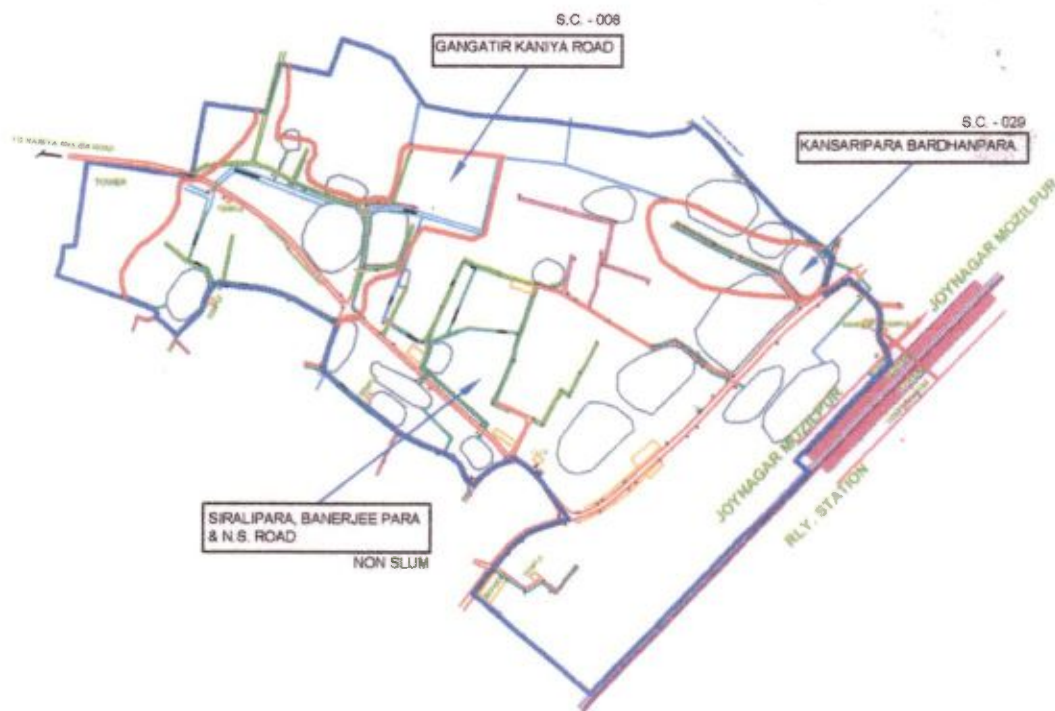 S.C. - 008
GANGATIR KANIYA ROAD
S.C. - 029
KANSARIPARA BARDHANPARA
TOWER
JOYNAGAR MOZILPUR
JOYNAGAR MOZILPUR
RLY. STATION
SIRALIPARA, BANERJEE PARA
& N.S. ROAD
NON SLUM